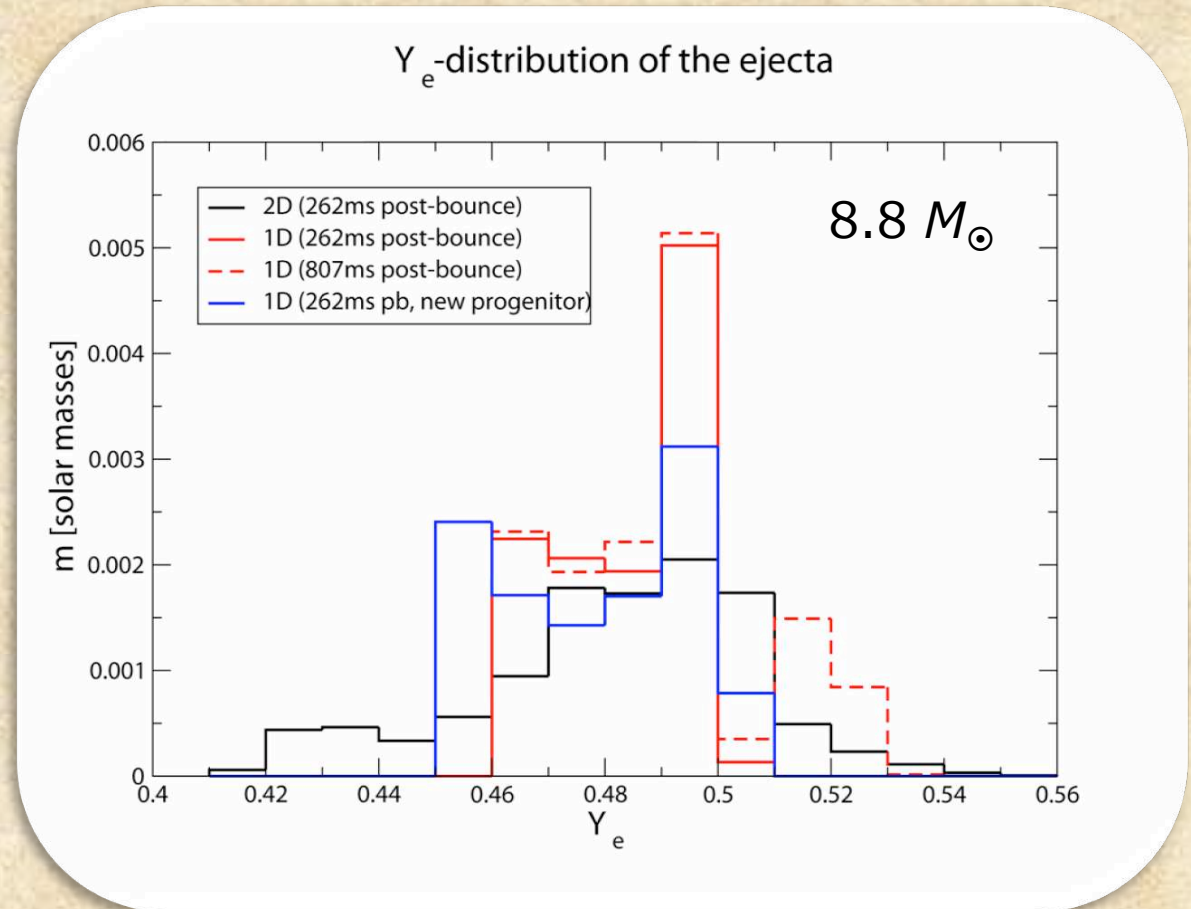 Y e-distribution of the ejecta
0.006
0.005
0.004
0.003
0.002
0.001
0
m [solar masses]
2D (262ms post-bounce)
1D (262ms post-bounce)
1D (807ms post-bounce)
1D (262ms pb, new progenitor)
8.8 M☉
0.4 0.42 0.44 0.46 0.48 0.5 0.52 0.54 0.56
Y e